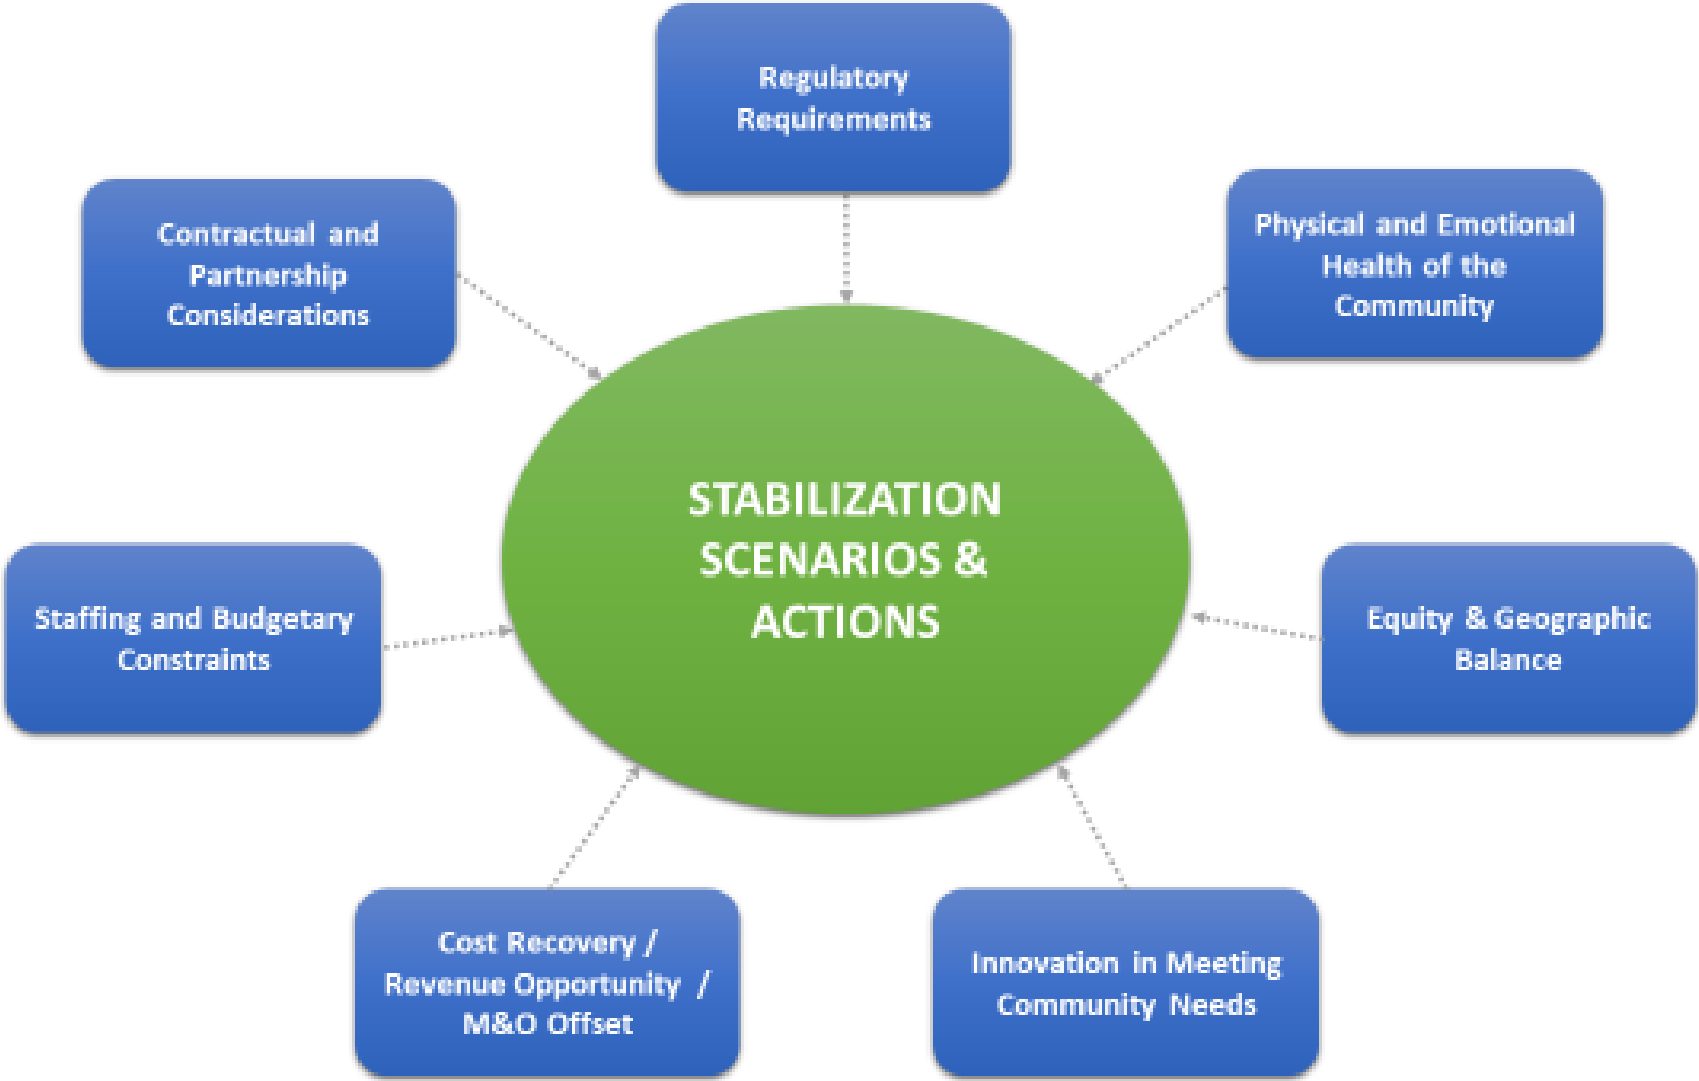 Regulatory
Requirements
Contractual and
Partnership
Considerations
Physical and Emotional
Health of the
Community
STABILIZATION
SCENARIOS &
ACTIONS
Staffing and Budgetary
Constraints
Equity & Geographic
Balance
Cost Recovery /
Revenue Opportunity /
M&O Offset
Innovation in Meeting
Community Needs